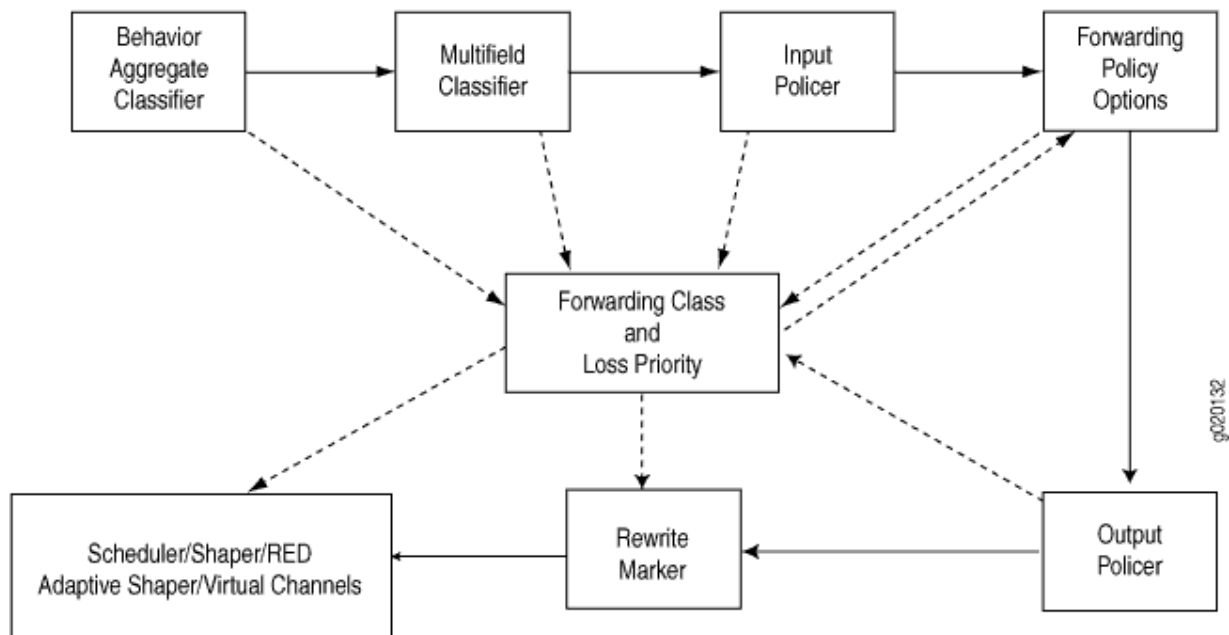 Behavior
Aggregate
Classifier
Multifield
Classifier
Input
Policer
Forwarding
Policy
Options
Forwarding Class
and
Loss Priority
g020132
Scheduler/Shaper/RED
Adaptive Shaper/Virtual Channels
Rewrite
Marker
Output
Policer